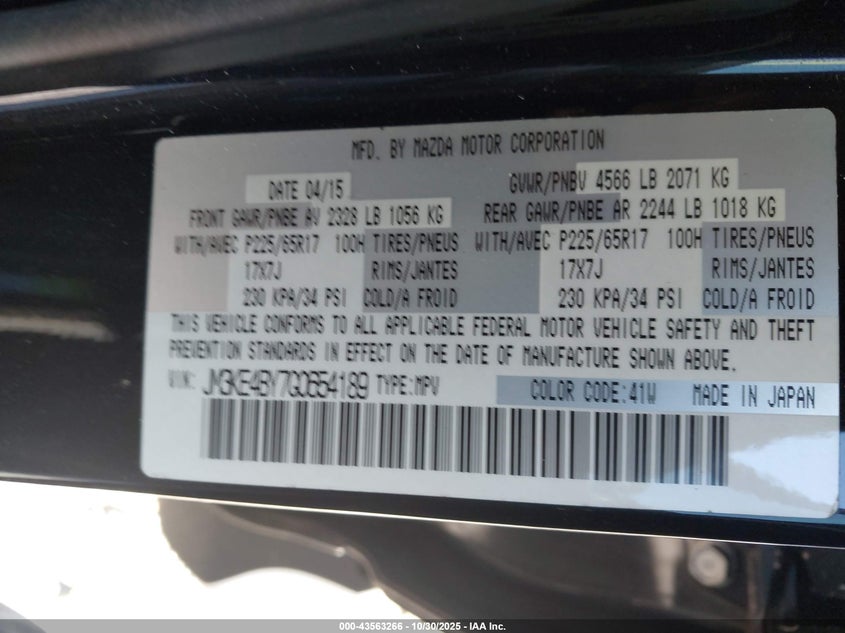 MFD. BY MAZDA MOTOR CORPORATION
DATE 04/15 GVWR/PNBV 4566 LB 2071 KG
FRONT GAWR/PNBE AV 2328 LB 1056 KG REAR GAWR/PNBE AR 2244 LB 1018 KG
WITH/AVEC P225/65R17 100H TIRES/PNEUS WITH/AVEC P225/65R17 100H TIRES/PNEUS
17X7J RIMS/JANTES 17X7J RIMS/JANTES
230 KPA/34 PSI COLD/A FROID 230 KPA/34 PSI COLD/A FROID
THIS VEHICLE CONFORMS TO ALL APPLICABLE FEDERAL MOTOR VEHICLE SAFETY AND THEFT
PREVENTION STANDARDS IN EFFECT ON THE DATE OF MANUFACTURE SHOWN ABOVE.
VIN: JM3KE4BY7G0654189 TYPE:MPV COLOR CODE:41W MADE IN JAPAN
000-43563266 - 10/30/2025 - IAA Inc.